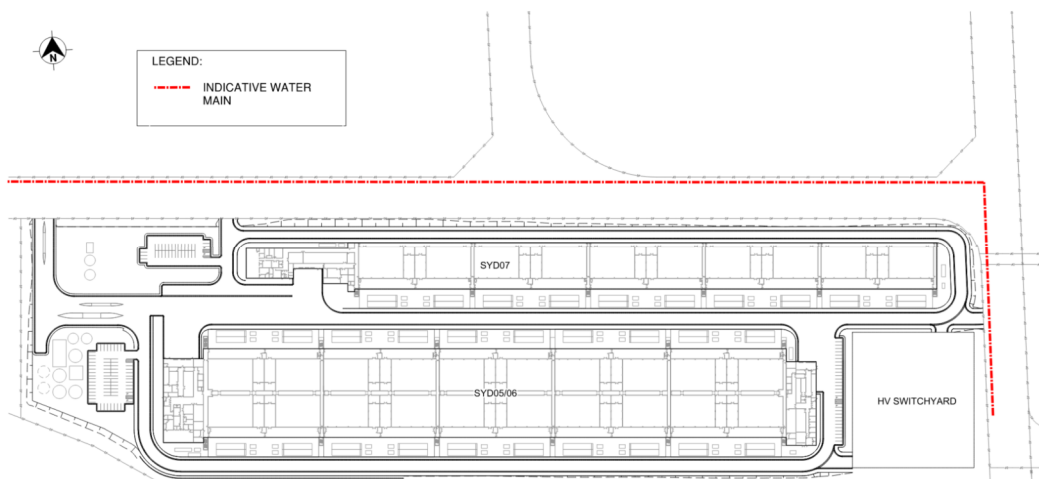 N
LEGEND:
INDICATIVE WATER
MAIN
SYD07
SYD05/06
HV SWITCHYARD